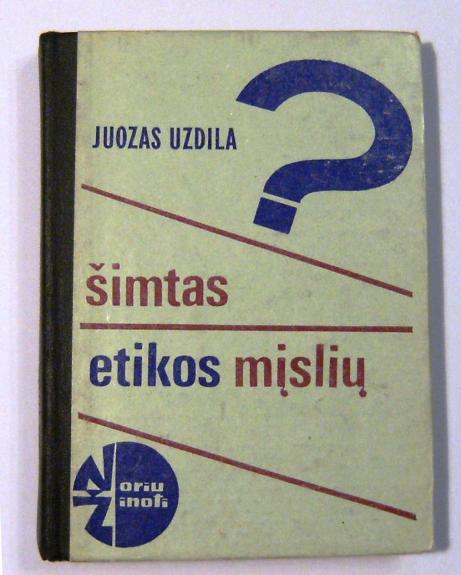 JUOZAS UZDILA
šimtas
etikos mįslių
Noriu
Žinoti